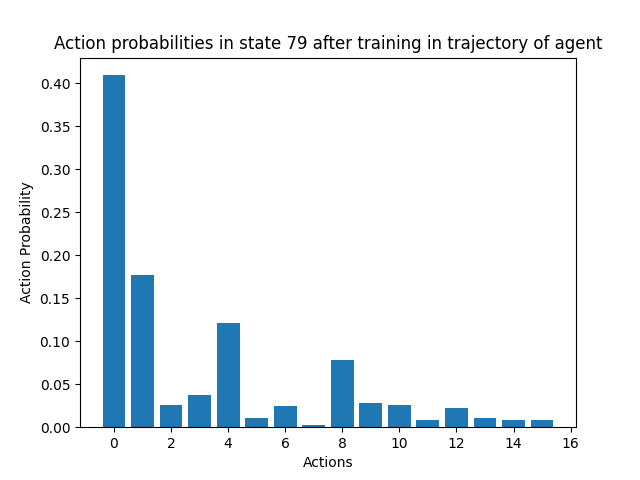 Action probabilities in state 79 after training in trajectory of agent
0.40
0.35
0.30
0.25
0.20
0.15
0.10
0.05
0.00
Action Probability
0 2 4 6 8 10 12 14 16
Actions